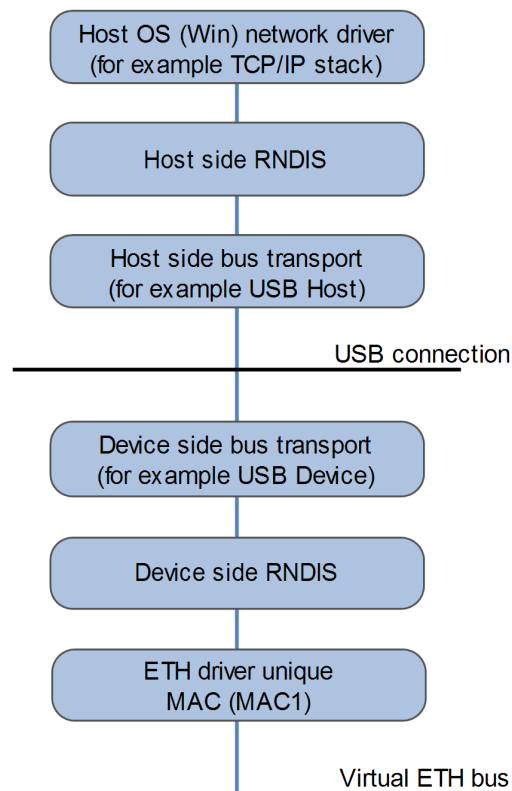 Host OS (Win) network driver
(for example TCP/IP stack)
Host side RNDIS
Host side bus transport
(for example USB Host)
USB connection
Device side bus transport
(for example USB Device)
Device side RNDIS
ETH driver unique
MAC (MAC1)
Virtual ETH bus